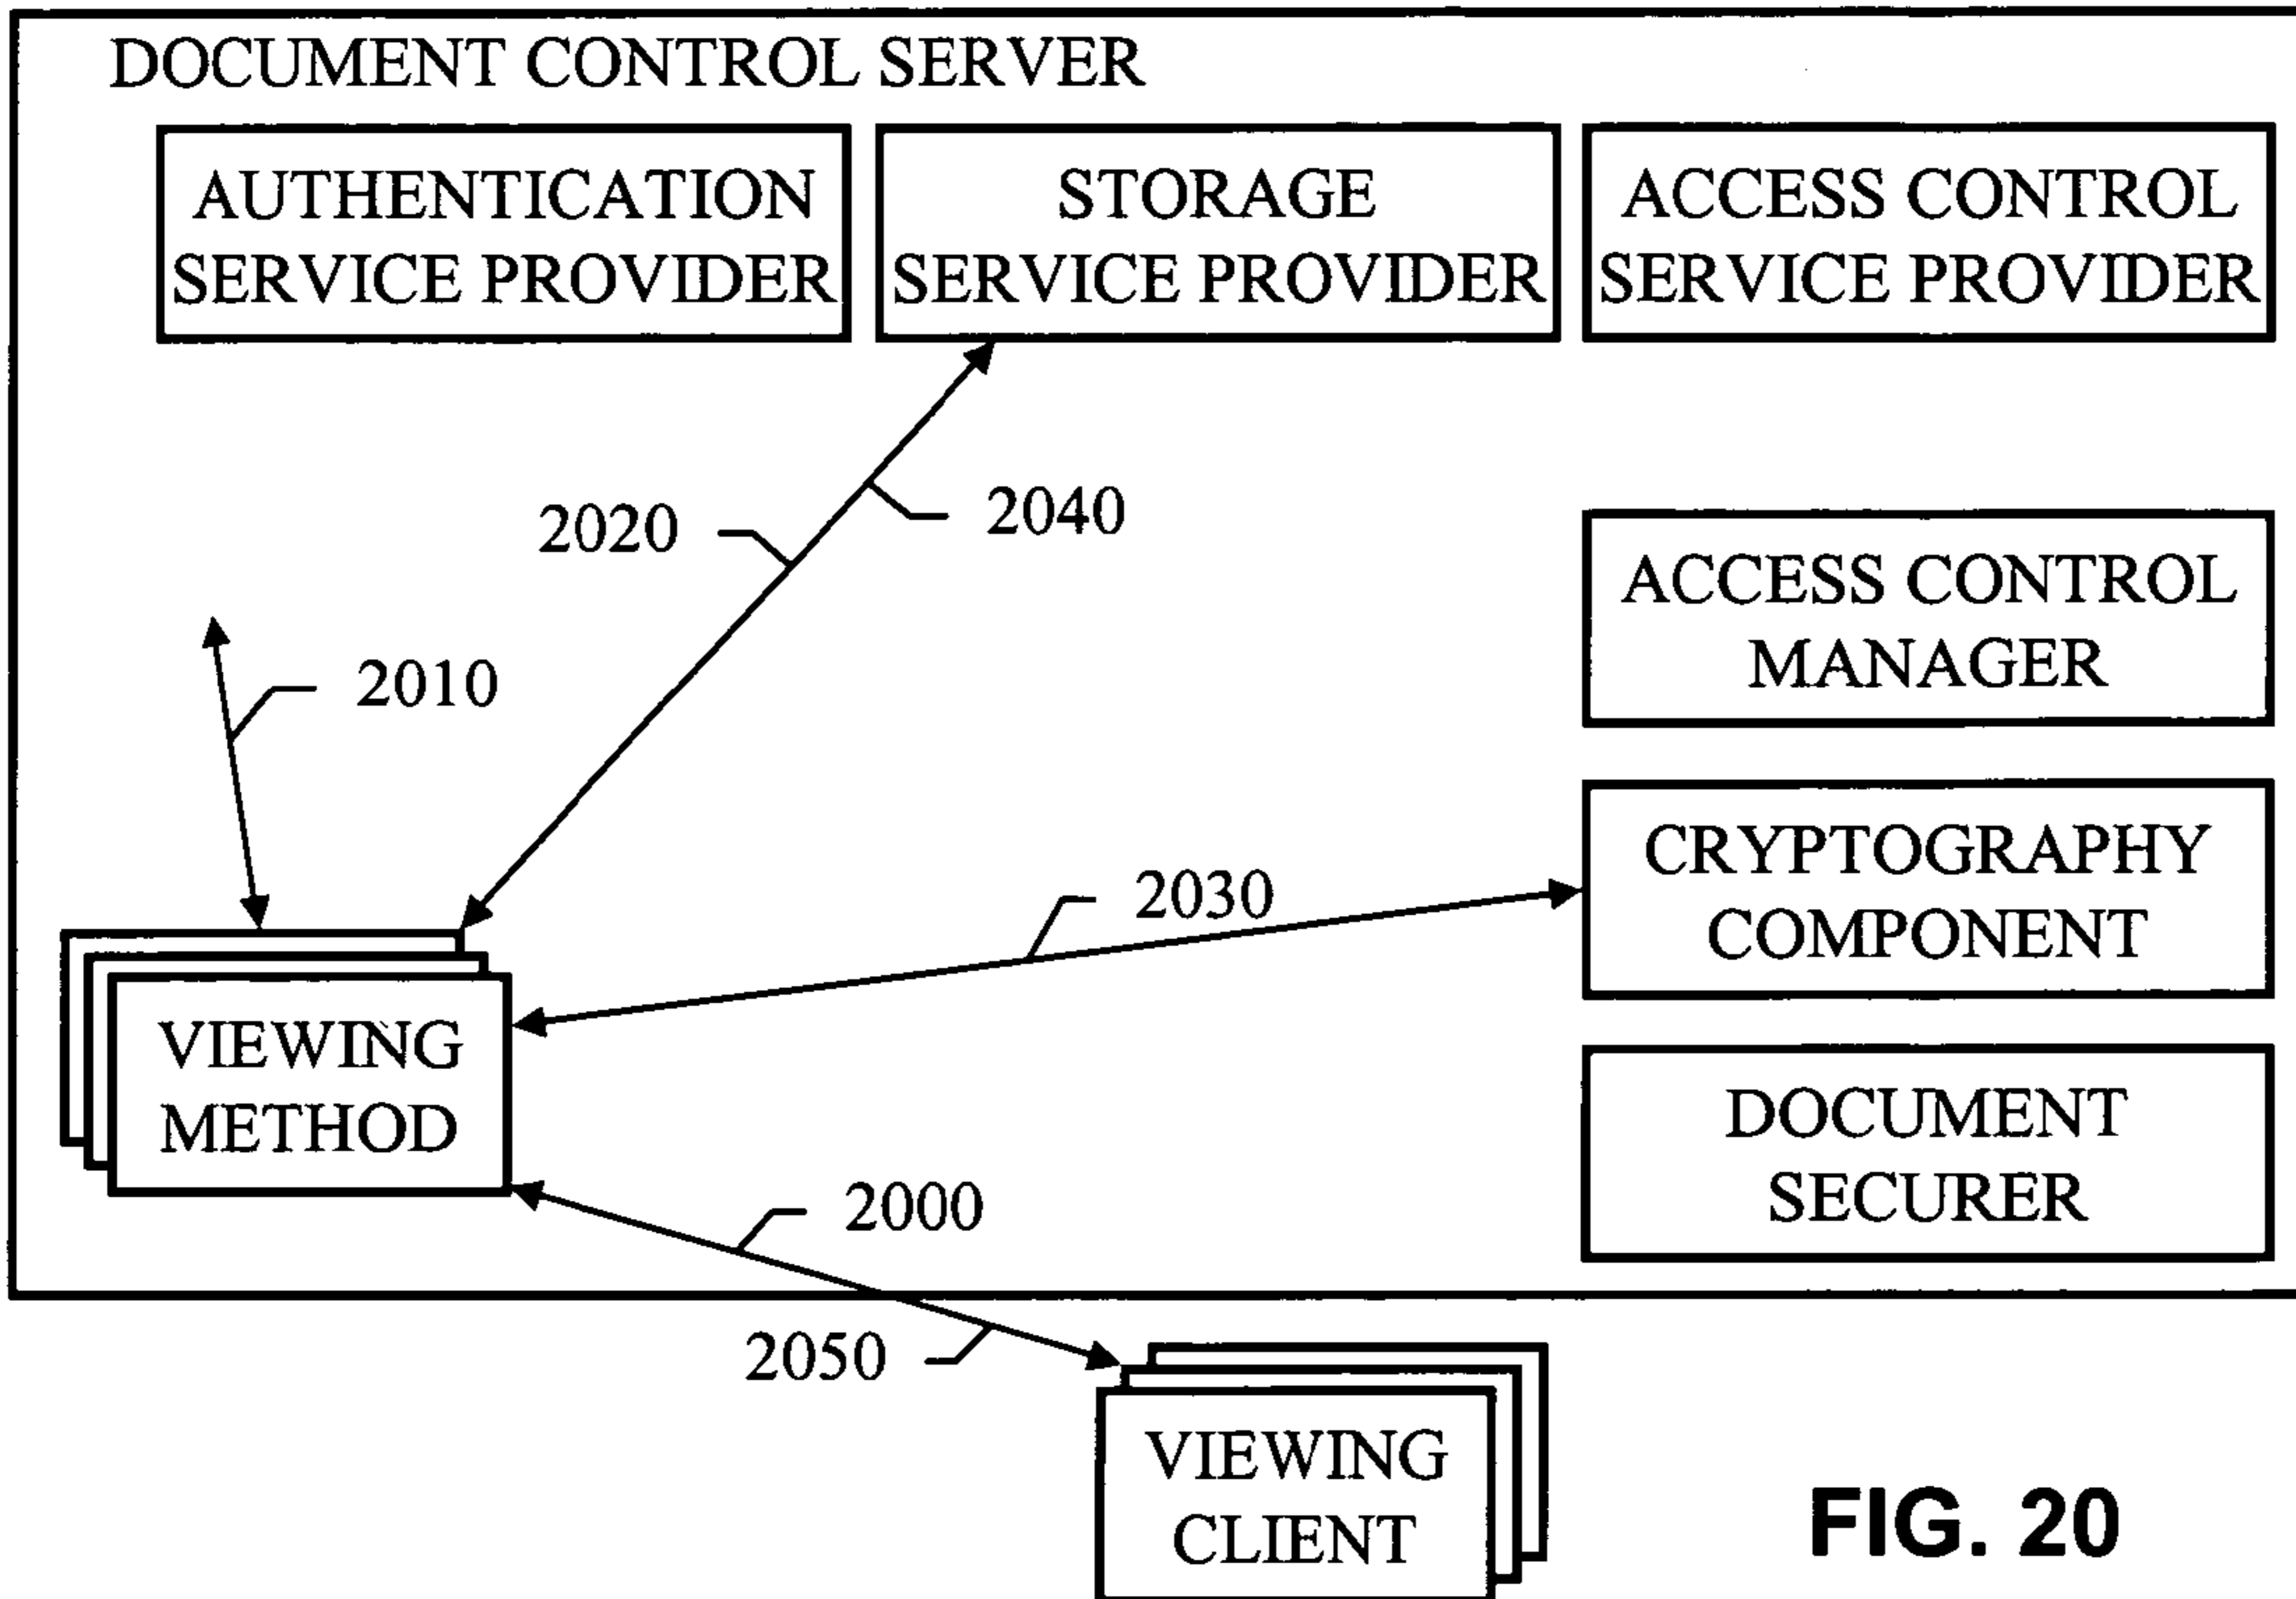 DOCUMENT CONTROL SERVER
AUTHENTICATION
SERVICE PROVIDER
STORAGE
SERVICE PROVIDER
ACCESS CONTROL
SERVICE PROVIDER
2020
2040
ACCESS CONTROL
MANAGER
2010
CRYPTOGRAPHY
COMPONENT
2030
VIEWING
METHOD
DOCUMENT
SECURER
2000
2050
VIEWING
CLIENT
FIG. 20